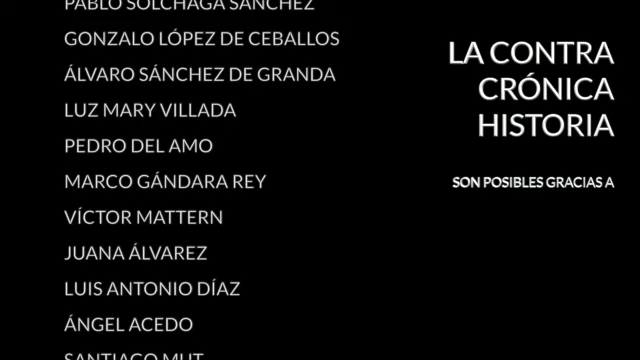 PABLO SOLCHAGA SÁNCHEZ
GONZALO LÓPEZ DE CEBALLOS
ÁLVARO SÁNCHEZ DE GRANDA
LUZ MARY VILLADA
PEDRO DEL AMO
MARCO GÁNDARA REY
VÍCTOR MATTERN
JUANA ÁLVAREZ
LUIS ANTONIO DÍAZ
ÁNGEL ACEDO
SANTIAGO MUT
LA CONTRA
CRÓNICA
HISTORIA
SON POSIBLES GRACIAS A